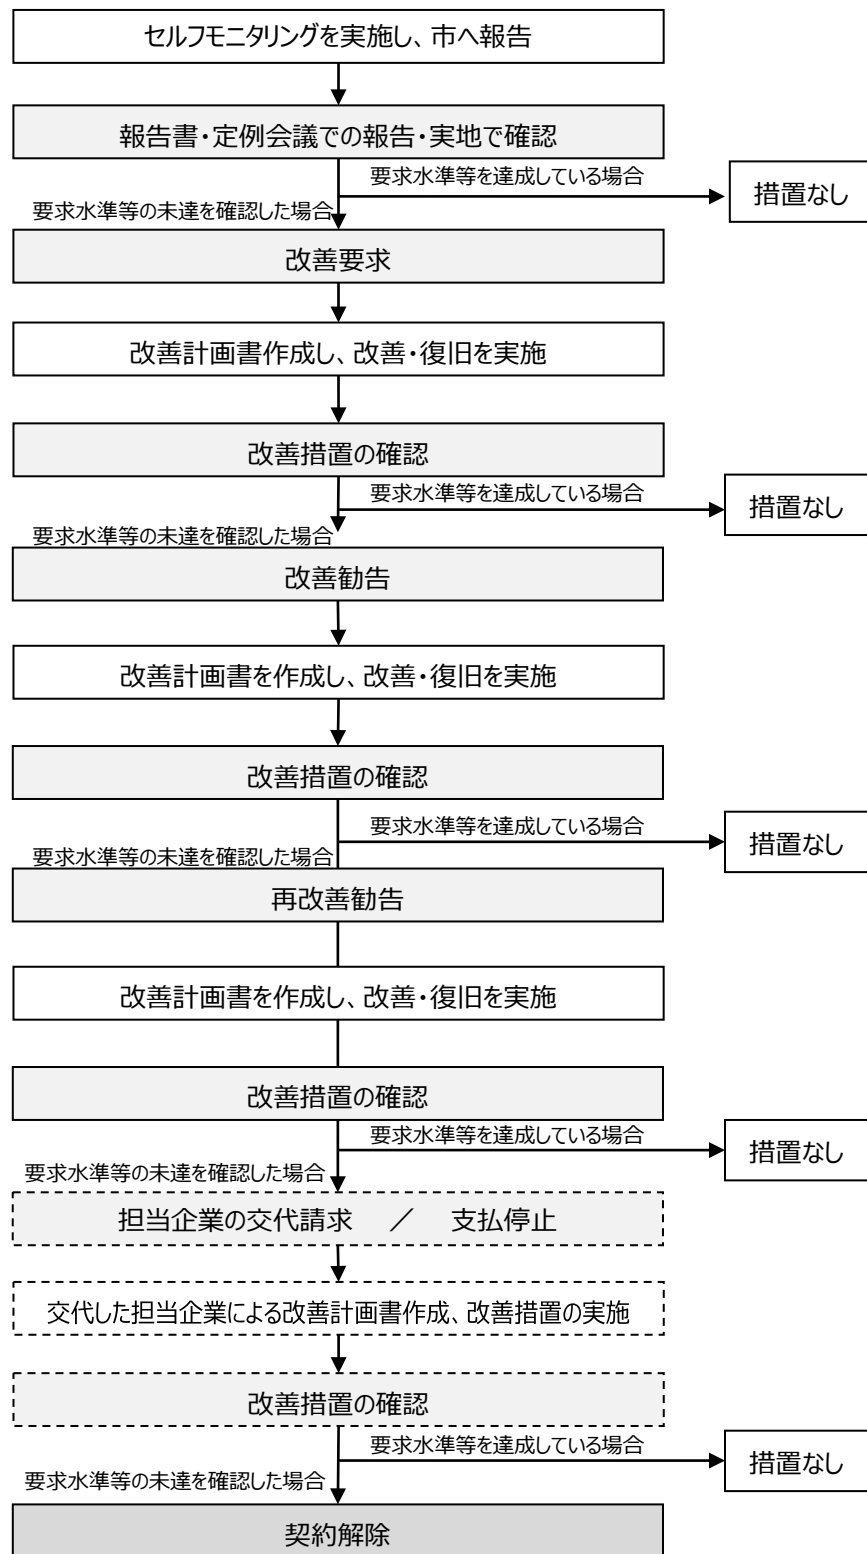 セルフモニタリングを実施し、市へ報告
報告書・定例会議での報告・実地で確認
要求水準等を達成している場合
措置なし
要求水準等の未達を確認した場合
改善要求
改善計画書作成し、改善・復旧を実施
改善措置の確認
要求水準等を達成している場合
措置なし
要求水準等の未達を確認した場合
改善勧告
改善計画書を作成し、改善・復旧を実施
改善措置の確認
要求水準等を達成している場合
措置なし
要求水準等の未達を確認した場合
再改善勧告
改善計画書を作成し、改善・復旧を実施
改善措置の確認
要求水準等を達成している場合
措置なし
要求水準等の未達を確認した場合
担当企業の交代請求 ／ 支払停止
交代した担当企業による改善計画書作成、改善措置の実施
改善措置の確認
要求水準等を達成している場合
措置なし
要求水準等の未達を確認した場合
契約解除